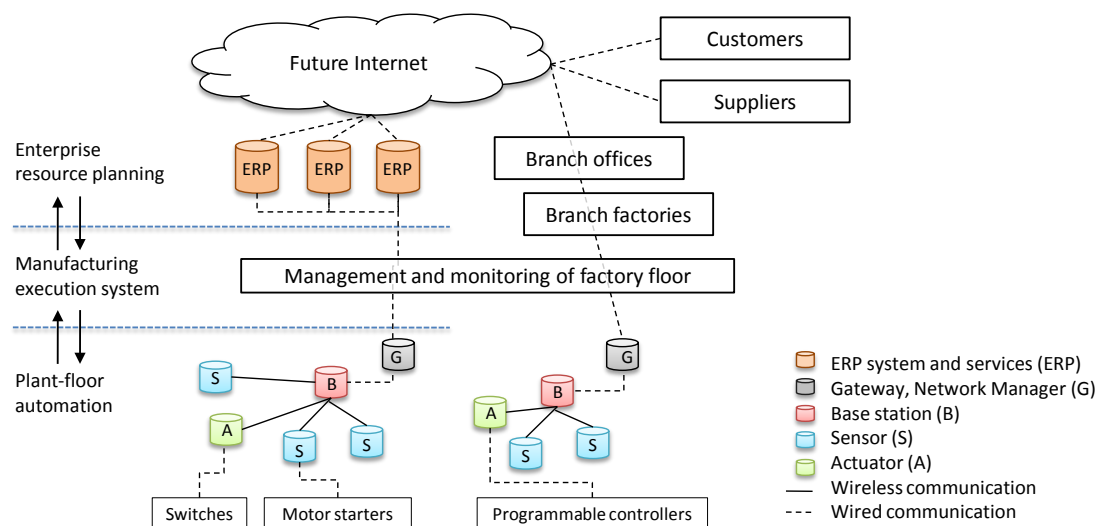 Future Internet
Customers
Suppliers
Enterprise
resource planning
ERP
ERP
ERP
Branch offices
Branch factories
Manufacturing
execution system
Management and monitoring of factory floor
Plant-floor
automation
G
S
B
A
S
S
G
B
A
S
S
Switches
Motor starters
Programmable controllers
ERP system and services (ERP)
Gateway, Network Manager (G)
Base station (B)
Sensor (S)
Actuator (A)
Wireless communication
Wired communication